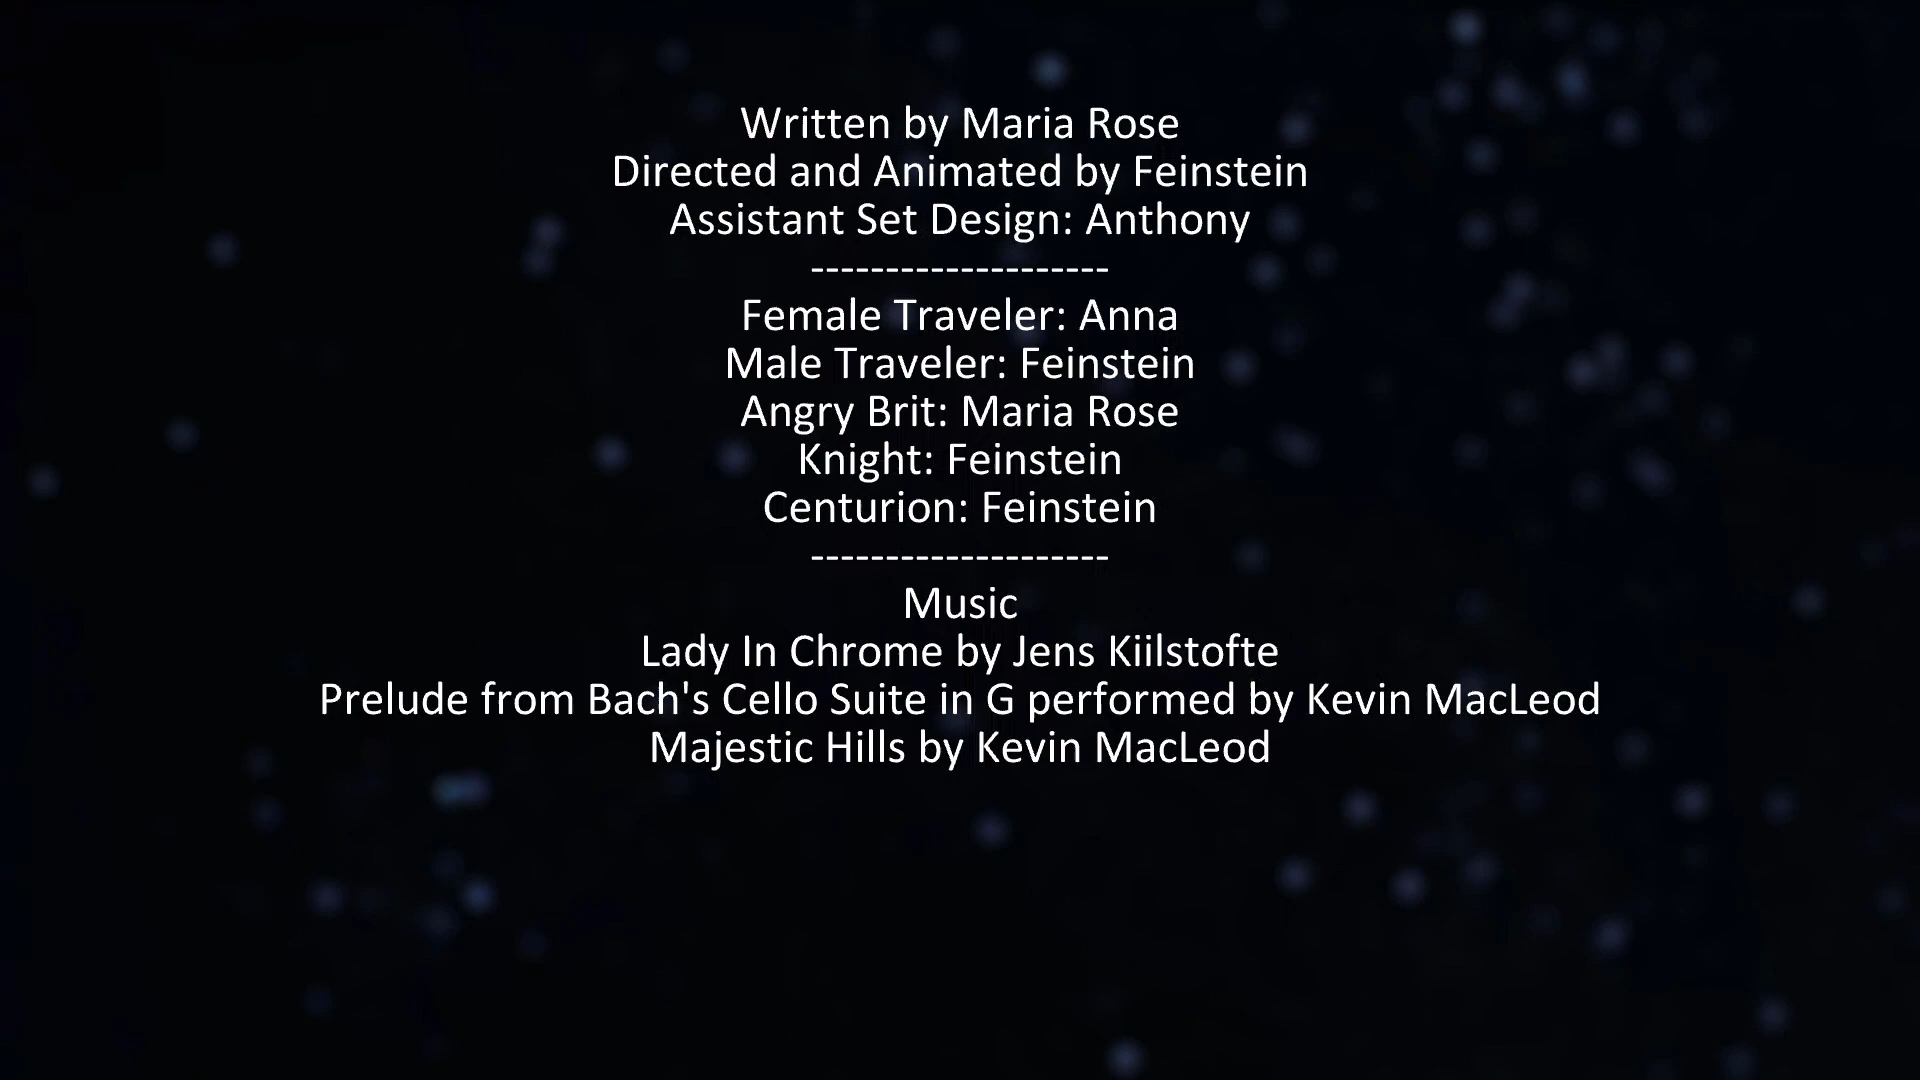 Written by Maria Rose
Directed and Animated by Feinstein
Assistant Set Design: Anthony
--------------------
Female Traveler: Anna
Male Traveler: Feinstein
Angry Brit: Maria Rose
Knight: Feinstein
Centurion: Feinstein
--------------------
Music
Lady In Chrome by Jens Kiilstofte
Prelude from Bach's Cello Suite in G performed by Kevin MacLeod
Majestic Hills by Kevin MacLeod